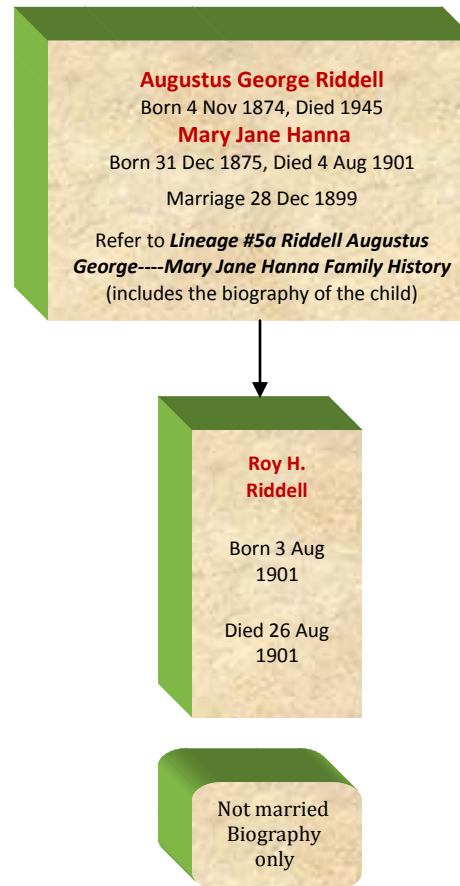 Augustus George Riddell
Born 4 Nov 1874, Died 1945
Mary Jane Hanna
Born 31 Dec 1875, Died 4 Aug 1901
Marriage 28 Dec 1899
Refer to Lineage #5a Riddell Augustus
George----Mary Jane Hanna Family History
(includes the biography of the child)
Roy H.
Riddell
Born 3 Aug
1901
Died 26 Aug
1901
Not married
Biography
only